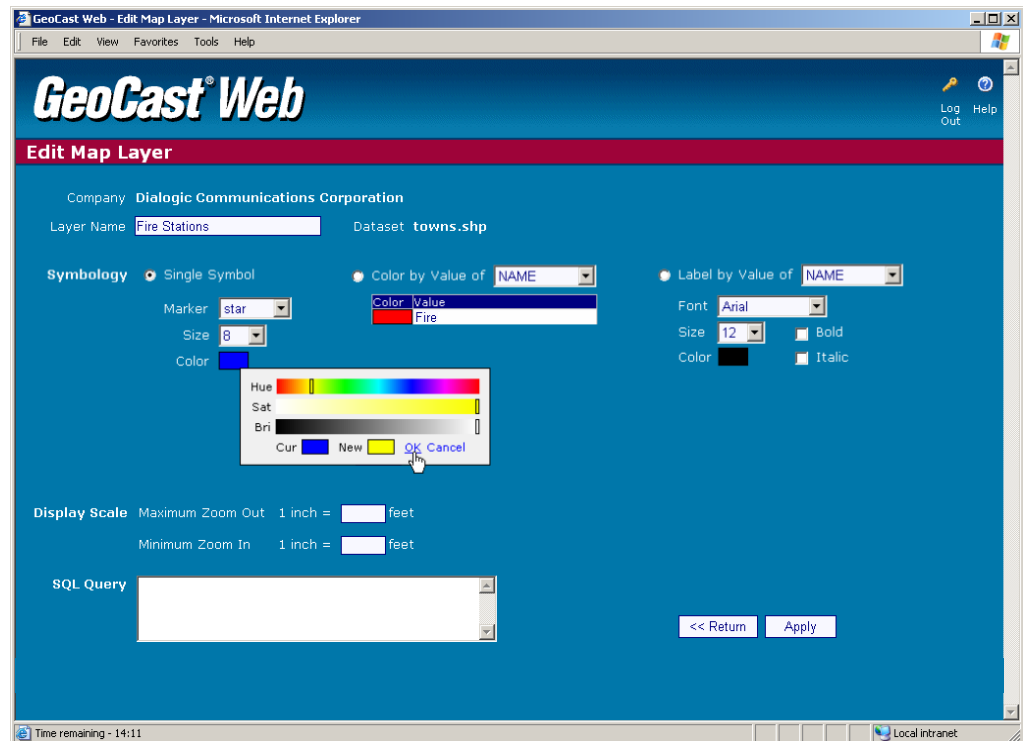 GeoCast Web - Edit Map Layer - Microsoft Internet Explorer
File Edit View Favorites Tools Help
GeoCast® Web
Log Out
Help
Edit Map Layer
Company Dialogic Communications Corporation
Layer Name Fire Stations Dataset towns.shp
Symbology Single Symbol Color by Value of NAME Label by Value of NAME
Marker star
Size 8
Color
Color Value
Fire
Font Arial
Size 12 Bold
Color Italic
Hue
Sat
Bri
Cur New OK Cancel
Display Scale Maximum Zoom Out 1 inch = feet
Minimum Zoom In 1 inch = feet
SQL Query
<< Return Apply
Time remaining - 14:11 Local intranet